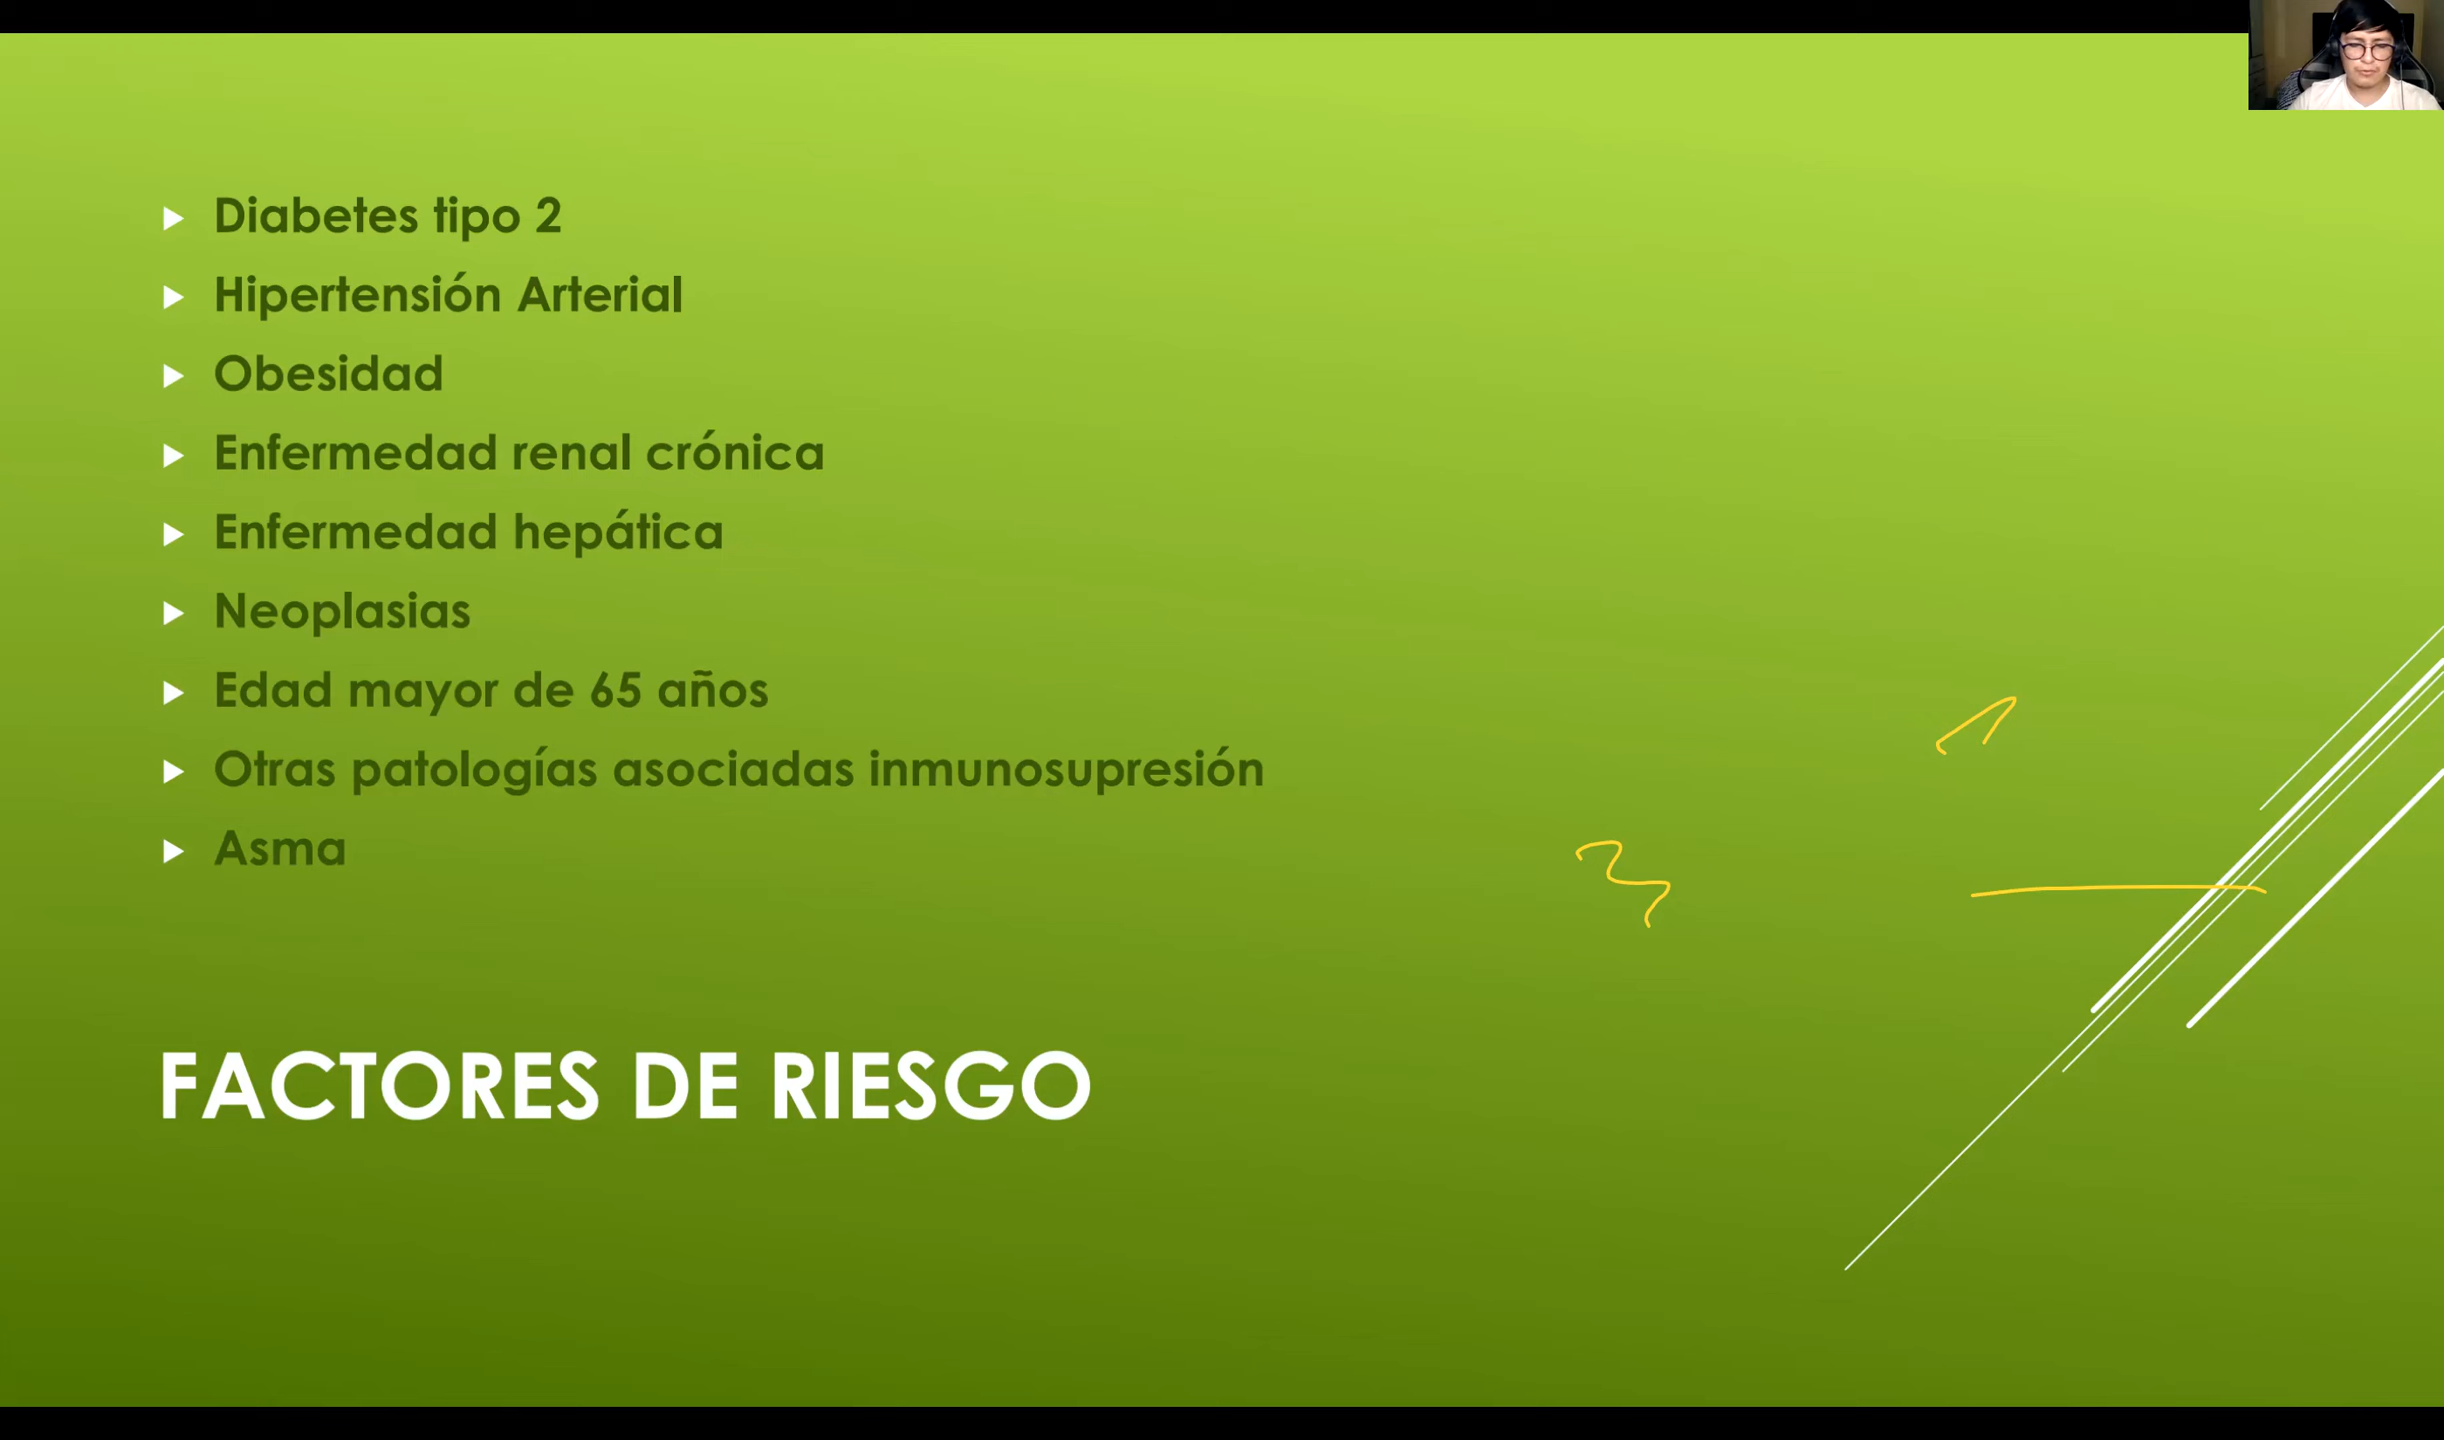 Diabetes tipo 2
Hipertensión Arterial
Obesidad
Enfermedad renal crónica
Enfermedad hepática
Neoplasias
Edad mayor de 65 años
Otras patologías asociadas inmunosupresión
Asma
FACTORES DE RIESGO